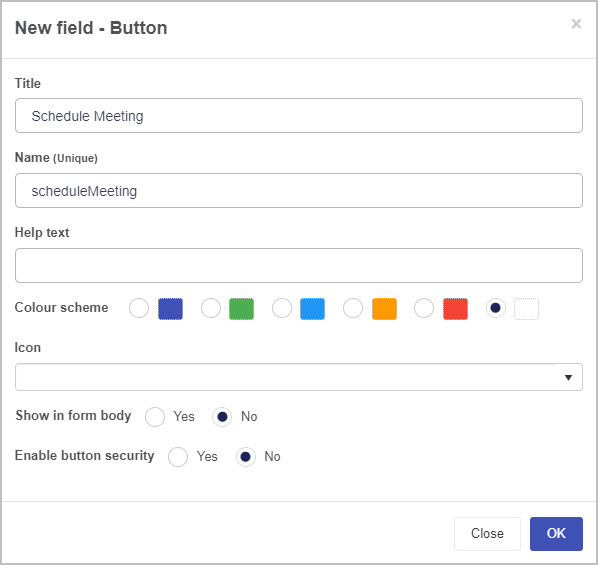 New field - Button
×
Title
Schedule Meeting
Name (Unique)
scheduleMeeting
Help text
Colour scheme
Icon
Show in form body Yes No
Enable button security Yes No
Close OK